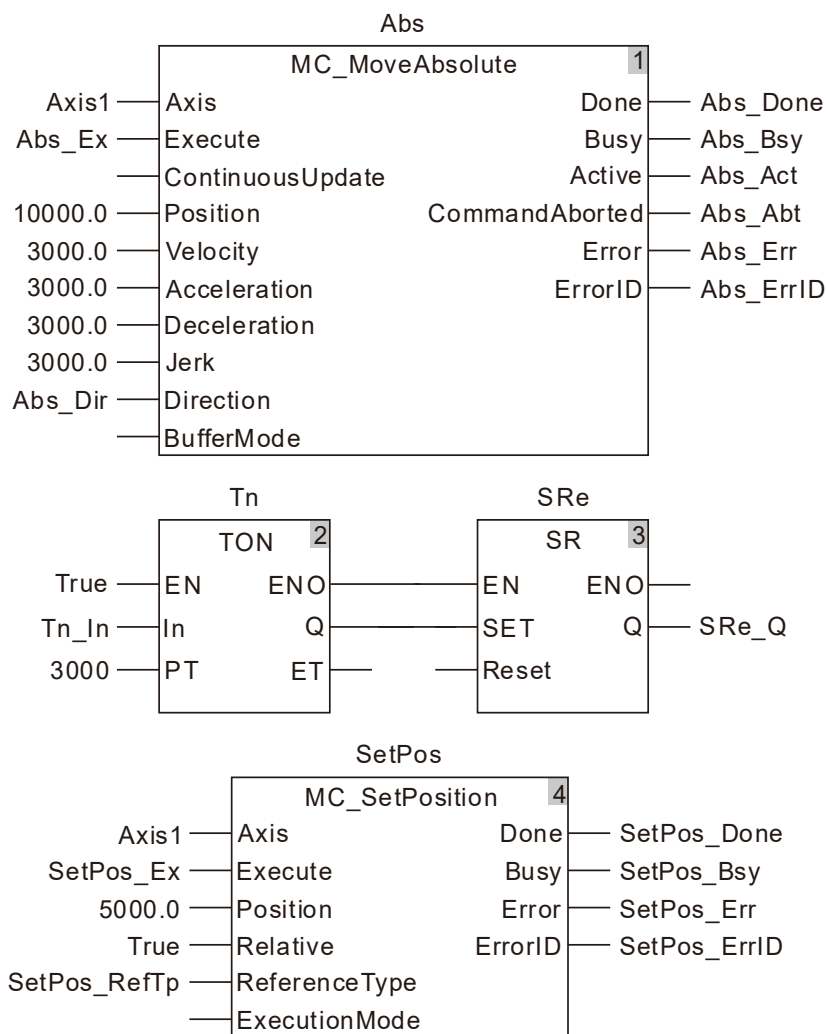 Abs
MC_MoveAbsolute 1
Axis1 Axis Done Abs_Done
Abs_Ex Execute Busy Abs_Bsy
ContinuousUpdate Active Abs_Act
10000.0 Position CommandAborted Abs_Abt
3000.0 Velocity Error Abs_Err
3000.0 Acceleration ErrorID Abs_ErrID
3000.0 Deceleration
3000.0 Jerk
Abs_Dir Direction
BufferMode
Tn SRe
TON 2 SR 3
True EN ENO EN ENO
Tn_In In Q SET Q SRe_Q
3000 PT ET Reset
SetPos
MC_SetPosition 4
Axis1 Axis Done SetPos_Done
SetPos_Ex Execute Busy SetPos_Bsy
5000.0 Position Error SetPos_Err
True Relative ErrorID SetPos_ErrID
SetPos_RefTp ReferenceType
ExecutionMode